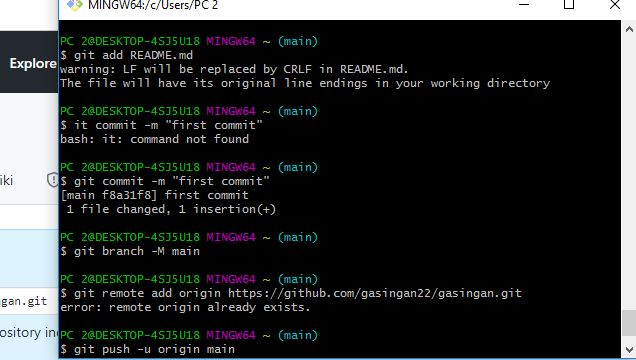 MINGW64:/c/Users/PC 2
PC 2@DESKTOP-4SJ5U18 MINGW64 ~ (main)
$ git add README.md
warning: LF will be replaced by CRLF in README.md.
The file will have its original line endings in your working directory
PC 2@DESKTOP-4SJ5U18 MINGW64 ~ (main)
$ it commit -m "first commit"
bash: it: command not found
PC 2@DESKTOP-4SJ5U18 MINGW64 ~ (main)
$ git commit -m "first commit"
[main f8a31f8] first commit
1 file changed, 1 insertion(+)
PC 2@DESKTOP-4SJ5U18 MINGW64 ~ (main)
$ git branch -M main
PC 2@DESKTOP-4SJ5U18 MINGW64 ~ (main)
$ git remote add origin https://github.com/gasingan22/gasingan.git
error: remote origin already exists.
PC 2@DESKTOP-4SJ5U18 MINGW64 ~ (main)
$ git push -u origin main
Explore
iki
ngan.git
ository in